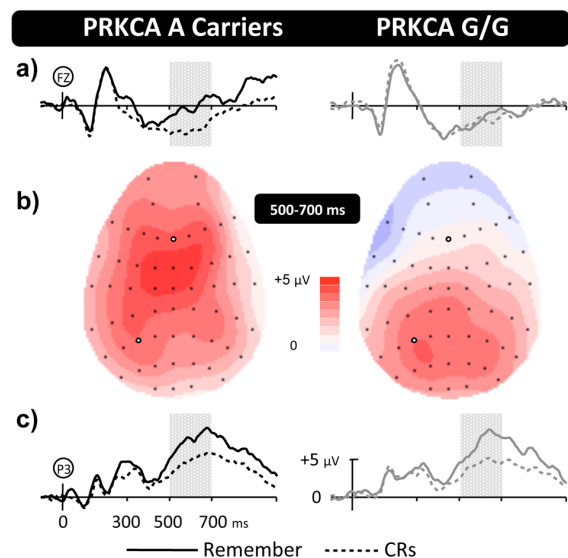 PRKCA A Carriers PRKCA G/G
a)
FZ
b)
500-700 ms
+5 µV
0
c)
P3
+5 µV
0
0 300 500 700 ms
Remember CRs